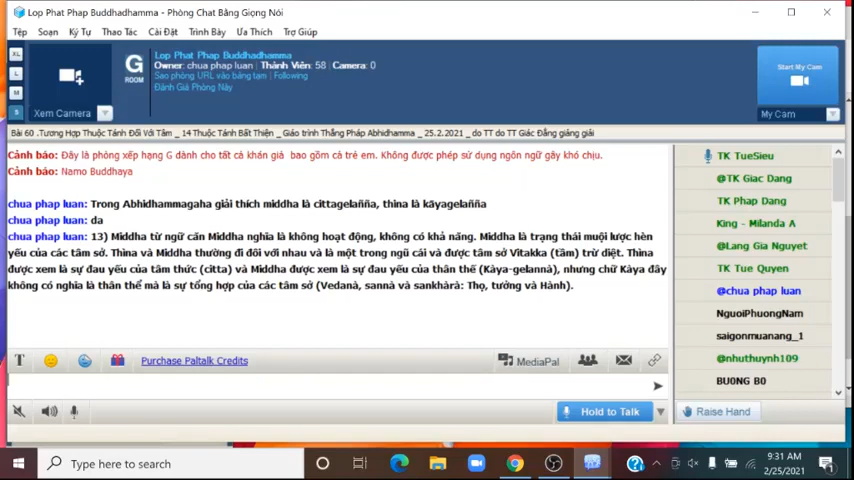 Lop Phat Phap Buddhadhamma - Phòng Chat Bằng Giọng Nói
Tệp Soạn Ký Tự Thao Tác Cài Đặt Trình Bày Ưa Thích Trợ Giúp
XL
L
M
S
Xem Camera
G
ROOM
Lop Phat Phap Buddhadhamma
Owner: chua phap luan | Thành Viên: 58 | Camera: 0
Sao phòng URL vào bảng tạm | Following
Đánh Giá Phòng Này
Start My Cam
My Cam
Bài 60 .Tương Hợp Thuộc Tánh Đối Với Tâm _ 14 Thuộc Tánh Bất Thiện _ Giáo trình Thắng Pháp Abhidhamma _ 25.2.2021 _ do TT do TT Giác Đẳng giảng giải
Cảnh báo: Đây là phòng xếp hạng G dành cho tất cả khán giả bao gồm cả trẻ em. Không được phép sử dụng ngôn ngữ gây khó chịu.
Cảnh báo: Namo Buddhaya
chua phap luan: Trong Abhidhammagaha giải thích middha là cittagelañña, thina là kāyagelañña
chua phap luan: da
chua phap luan: 13) Middha từ ngữ căn Middha nghĩa là không hoạt động, không có khả năng. Middha là trạng thái muội lược hèn
yếu của các tâm sở. Thìna và Middha thường đi đôi với nhau và là một trong ngũ cái và được tâm sở Vitakka (tầm) trừ diệt. Thìna
được xem là sự đau yếu của tâm thức (citta) và Middha được xem là sự đau yếu của thân thể (Kàya-gelannà), nhưng chữ Kàya đây
không có nghĩa là thân thể mà là sự tổng hợp của các tâm sở (Vedanà, sannà và sankhàrà: Thọ, tưởng và Hành).
TK TueSieu
@TK Giac Dang
TK Phap Dang
King - Milanda A
@Lang Gia Nguyet
TK Tue Quyen
@chua phap luan
NguoiPhuongNam
saigonmuanang_1
@nhuthuynh109
BU0NG B0
T Purchase Paltalk Credits MediaPal
Hold to Talk
Raise Hand
Type here to search
9:31 AM
2/25/2021
1